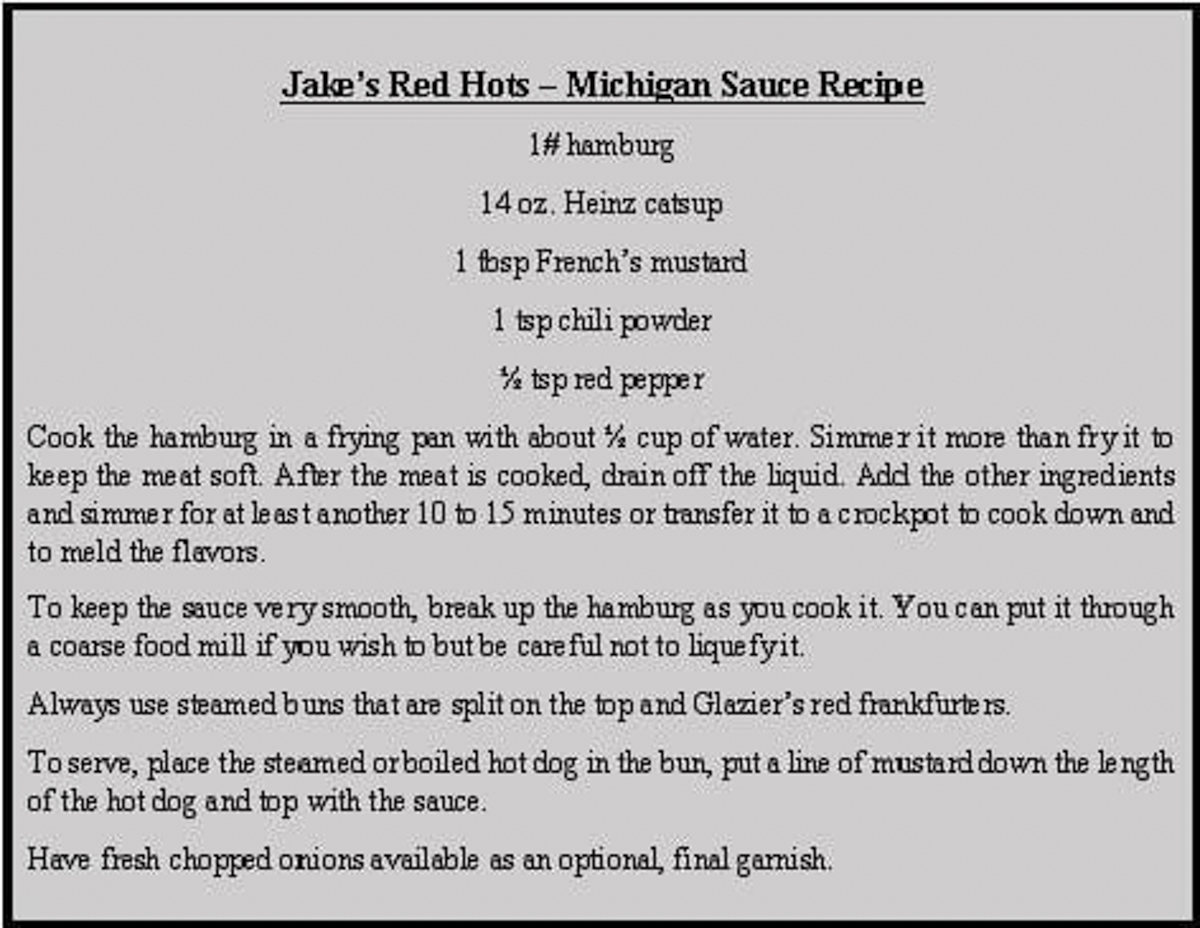 Jake's Red Hots – Michigan Sauce Recipe
1# hamburg
14 oz. Heinz catsup
1 tbsp French's mustard
1 tsp chili powder
½ tsp red pepper
Cook the hamburg in a frying pan with about ½ cup of water. Simmer it more than fry it to
keep the meat soft. After the meat is cooked, drain off the liquid. Add the other ingredients
and simmer for at least another 10 to 15 minutes or transfer it to a crockpot to cook down and
to meld the flavors.
To keep the sauce very smooth, break up the hamburg as you cook it. You can put it through
a coarse food mill if you wish to but be careful not to liquefy it.
Always use steamed buns that are split on the top and Glazier's red frankfurters.
To serve, place the steamed or boiled hot dog in the bun, put a line of mustard down the length
of the hot dog and top with the sauce.
Have fresh chopped onions available as an optional, final garnish.